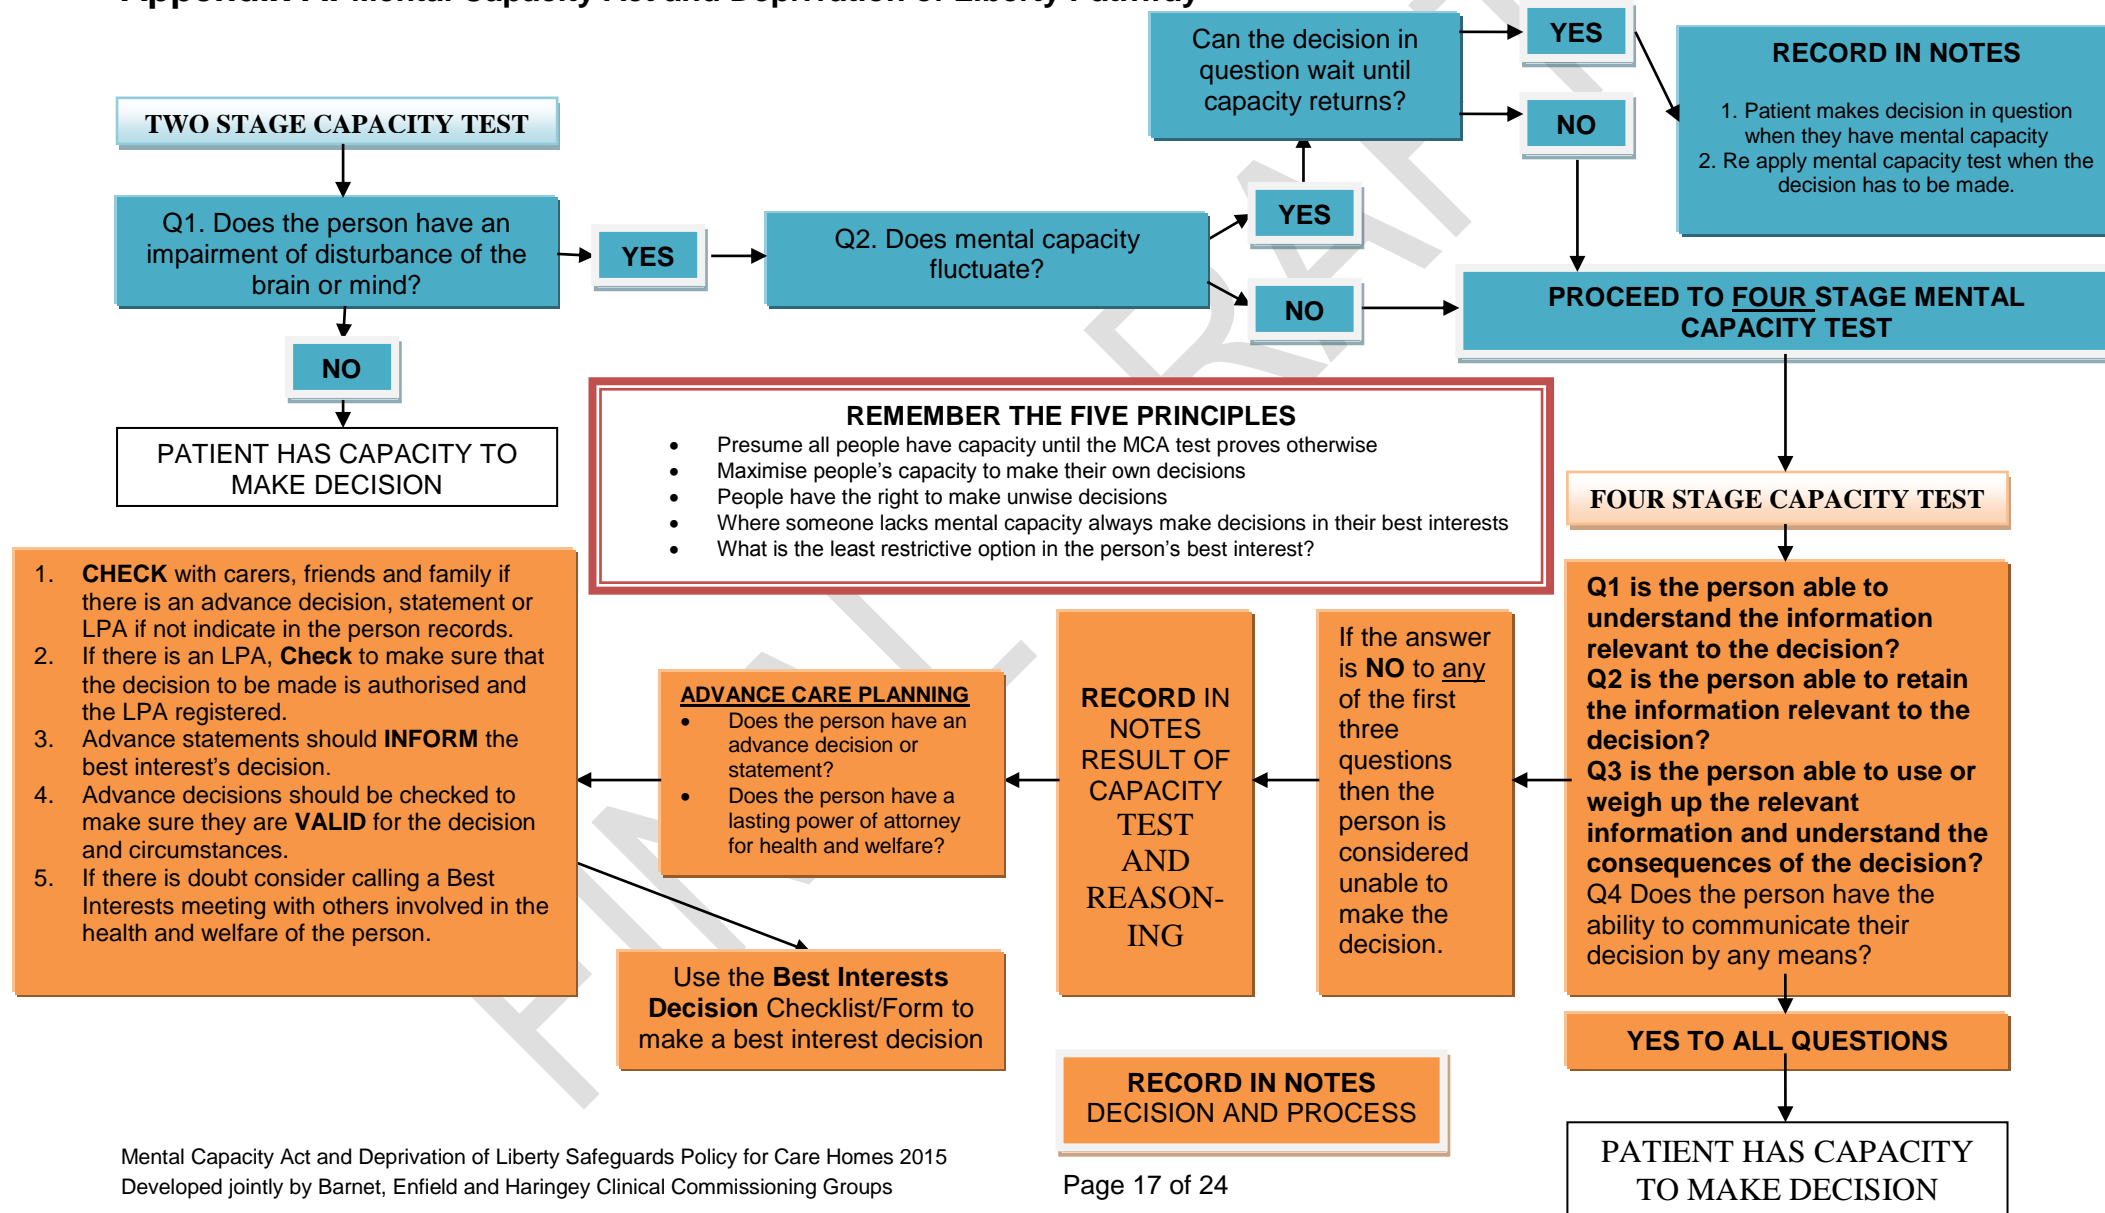 Appendix A: Mental Capacity Act and Deprivation of Liberty Pathway
TWO STAGE CAPACITY TEST
Q1. Does the person have an
impairment of disturbance of the
brain or mind?
YES
NO
PATIENT HAS CAPACITY TO
MAKE DECISION
Q2. Does mental capacity
fluctuate?
YES
NO
Can the decision in
question wait until
capacity returns?
YES
NO
RECORD IN NOTES
1. Patient makes decision in question
when they have mental capacity
2. Re apply mental capacity test when the
decision has to be made.
PROCEED TO FOUR STAGE MENTAL
CAPACITY TEST
REMEMBER THE FIVE PRINCIPLES
• Presume all people have capacity until the MCA test proves otherwise
• Maximise people's capacity to make their own decisions
• People have the right to make unwise decisions
• Where someone lacks mental capacity always make decisions in their best interests
• What is the least restrictive option in the person's best interest?
FOUR STAGE CAPACITY TEST
Q1 is the person able to
understand the information
relevant to the decision?
Q2 is the person able to retain
the information relevant to the
decision?
Q3 is the person able to use or
weigh up the relevant
information and understand the
consequences of the decision?
Q4 Does the person have the
ability to communicate their
decision by any means?
YES TO ALL QUESTIONS
PATIENT HAS CAPACITY
TO MAKE DECISION
If the answer
is NO to any
of the first
three
questions
then the
person is
considered
unable to
make the
decision.
RECORD IN
NOTES
RESULT OF
CAPACITY
TEST
AND
REASON-
ING
ADVANCE CARE PLANNING
• Does the person have an
advance decision or
statement?
• Does the person have a
lasting power of attorney
for health and welfare?
1. CHECK with carers, friends and family if
there is an advance decision, statement or
LPA if not indicate in the person records.
2. If there is an LPA, Check to make sure that
the decision to be made is authorised and
the LPA registered.
3. Advance statements should INFORM the
best interest's decision.
4. Advance decisions should be checked to
make sure they are VALID for the decision
and circumstances.
5. If there is doubt consider calling a Best
Interests meeting with others involved in the
health and welfare of the person.
Use the Best Interests
Decision Checklist/Form to
make a best interest decision
RECORD IN NOTES
DECISION AND PROCESS
Mental Capacity Act and Deprivation of Liberty Safeguards Policy for Care Homes 2015
Developed jointly by Barnet, Enfield and Haringey Clinical Commissioning Groups
Page 17 of 24
FINAL DRAFT